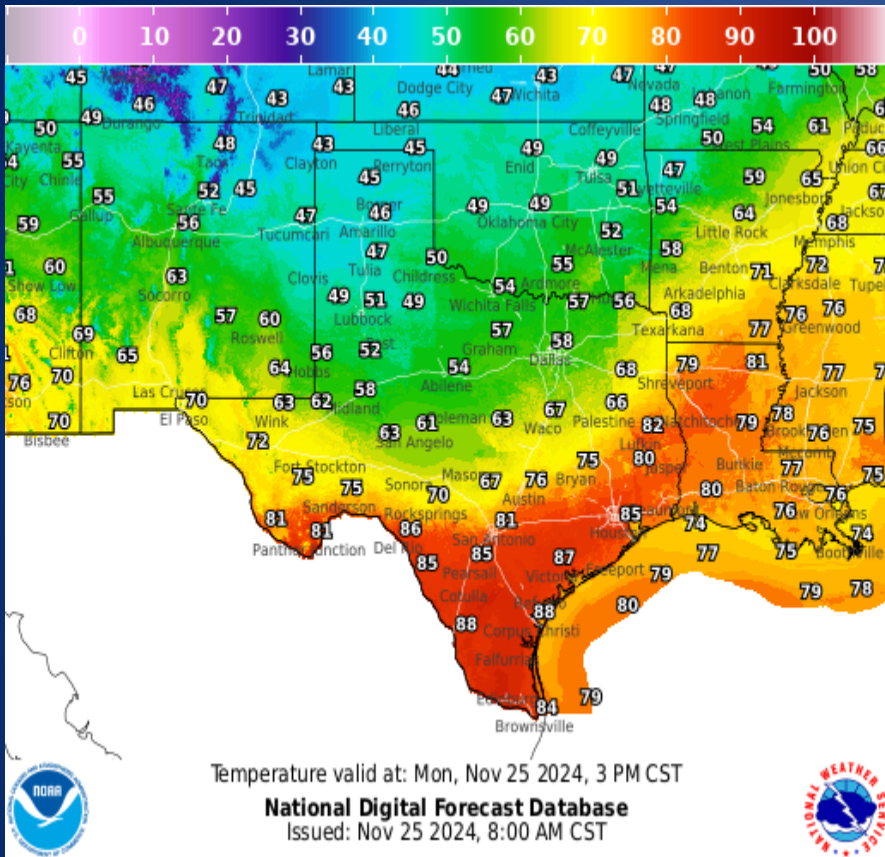 0 10 20 30 40 50 60 70 80 90 100
45 47 43 43 44 43 47 47 50 58
Lamar
Dodge City
Wichita
Nevada
Lebanon
Farmington
46 47 48 48
49 Durango Trinidad 46
50 Liberal Coffeyville Springfield 54 61 Paducah
Kayenta 50 West Plains
55 48 43 45 49 49 66
Chinle Taos Clayton Perryton Enid Tulsa 47 Union City
City 45 51 Fayetteville 59 65
55 52 45 54 Jonesboro 67
Gallup Santa Fe Borger 49 49 64 Jackson
59 56 47 46 Oklahoma City Little Rock 68
Albuquerque Tucumcari Amarillo 52 Memphis
47 McAlester 58
60 63 Tulia 50 55 Mena Benton 71 72
Show Low Socorro Clovis Childress Ardmore Clarksdale
49 51 49 54 57 56 Arkadelphia
68 57 60 Lubbock Wichita Falls 68 76 76
Roswell 57 Texarkana 77 Greenwood
69 52 Graham 58
Clifton 65 56 Dallas
64 Hobbs 54 68 79 81 77
76 70 58 Abilene Shreveport Jackson
Las Cruces 70 63 62 Midland 67 66
El Paso Wink 61 Coleman 63 Waco Palestine 82 Natchitoches 79 78 76 75
70 72 63 San Angelo Lufkin
Bisbee McComb
Fort Stockton 75 80 Jasper Bunkie 77
75 75 Sonora Mason 67 76 Bryan 80 Baton Rouge 75
Sanderson 70 Austin 76
Rocksprings Beaumont 76 New Orleans
81 81 86 81 85 74
Panther Junction Del Rio San Antonio Houston 75 Boothville 74
85 85 87 77
Pearsall Victoria Freeport 79
Cotulla 79 78
88 Refugio 88 80
Corpus Christi
Falfurrias
79
Edinburg 84
Brownsville
Temperature valid at: Mon, Nov 25 2024, 3 PM CST
National Digital Forecast Database
Issued: Nov 25 2024, 8:00 AM CST
NOAA
NATIONAL WEATHER SERVICE